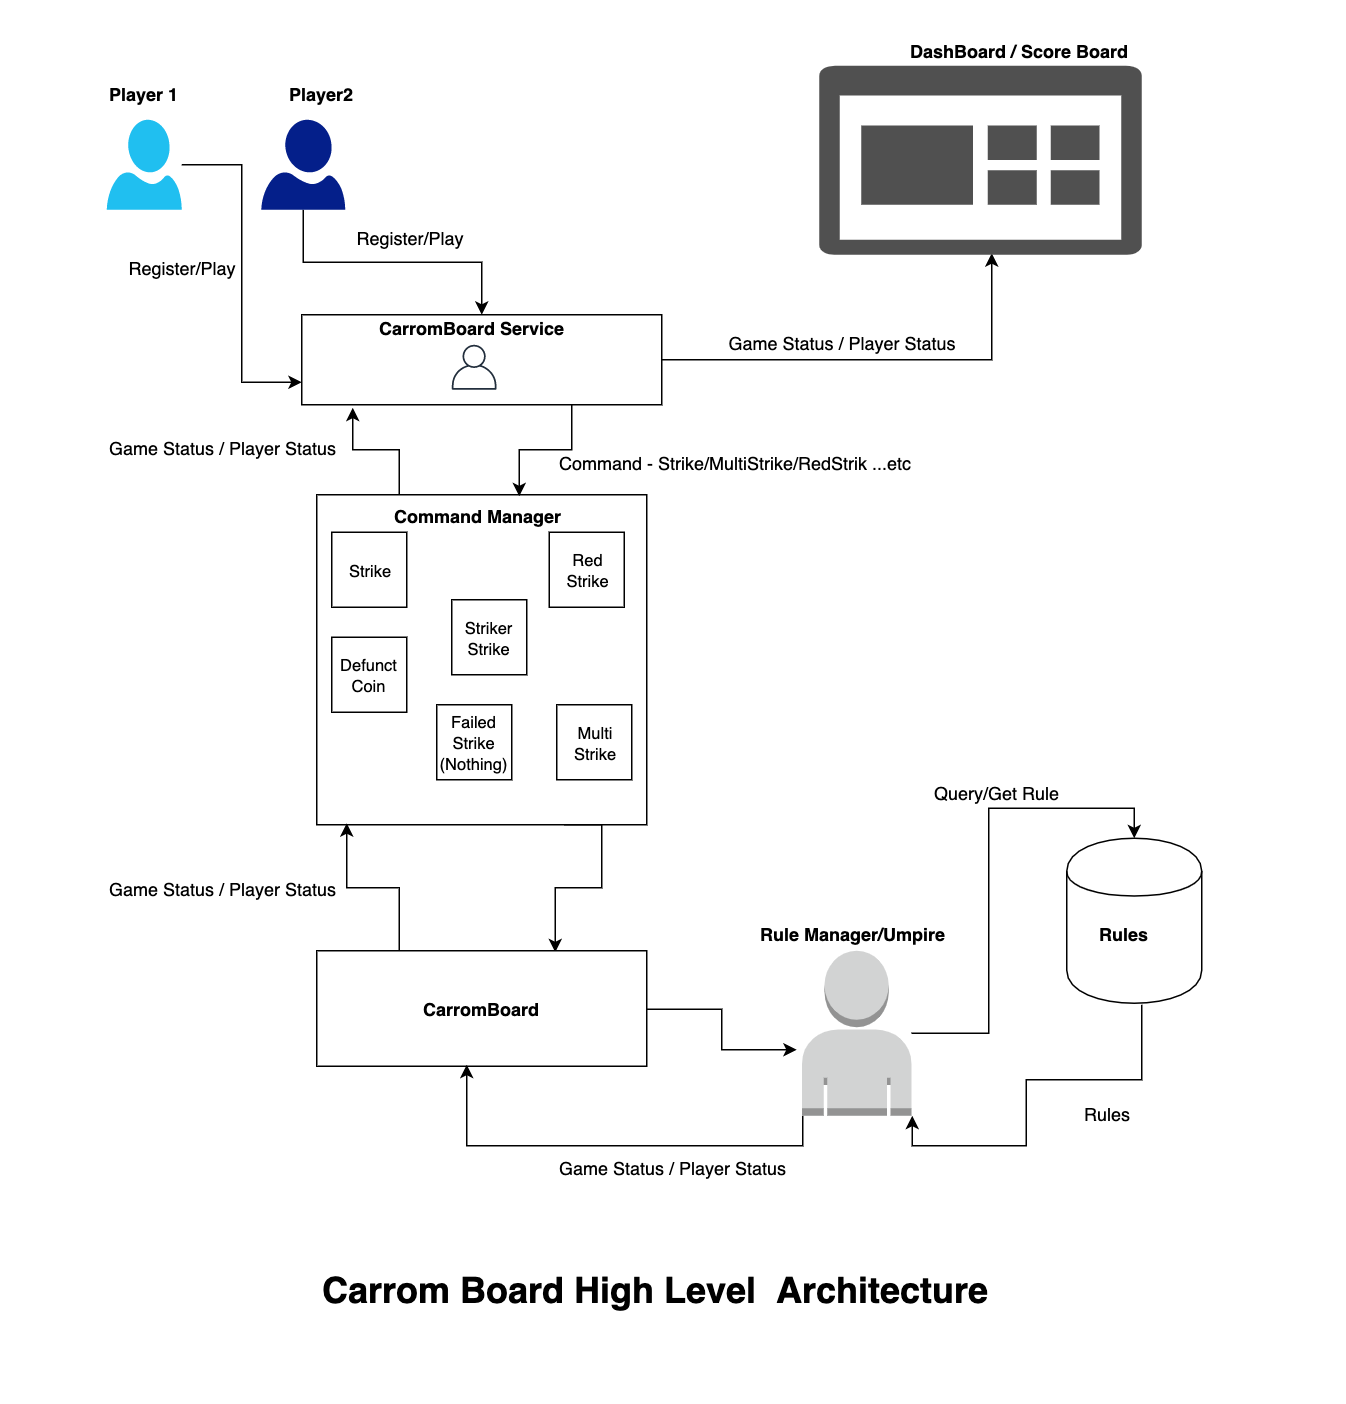 DashBoard / Score Board
Player 1
Player2
Register/Play
Register/Play
CarromBoard Service
Game Status / Player Status
Game Status / Player Status
Command - Strike/MultiStrike/RedStrik ...etc
Command Manager
Strike
Red
Strike
Striker
Strike
Defunct
Coin
Failed
Strike
(Nothing)
Multi
Strike
Query/Get Rule
Game Status / Player Status
Rule Manager/Umpire
Rules
CarromBoard
Rules
Game Status / Player Status
Carrom Board High Level  Architecture